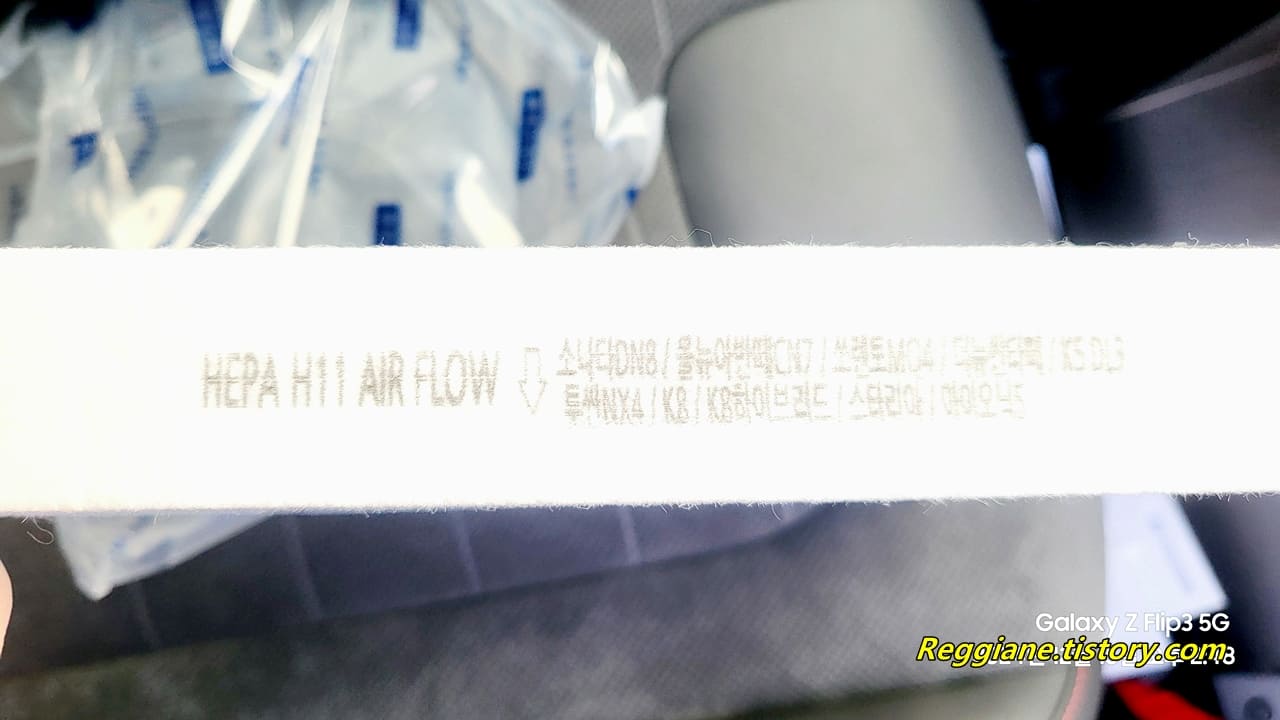 HEPA H11 AIR FLOW
소나타DN8 / 올뉴아반떼CN7 / 쏘렌토MQ4 / 더뉴싼타페 / K5 DL3
투싼NX4 / K8 / K8하이브리드 / 스타리아 / 아이오닉5
Galaxy Z Flip3 5G
Reggiane.tistory.com